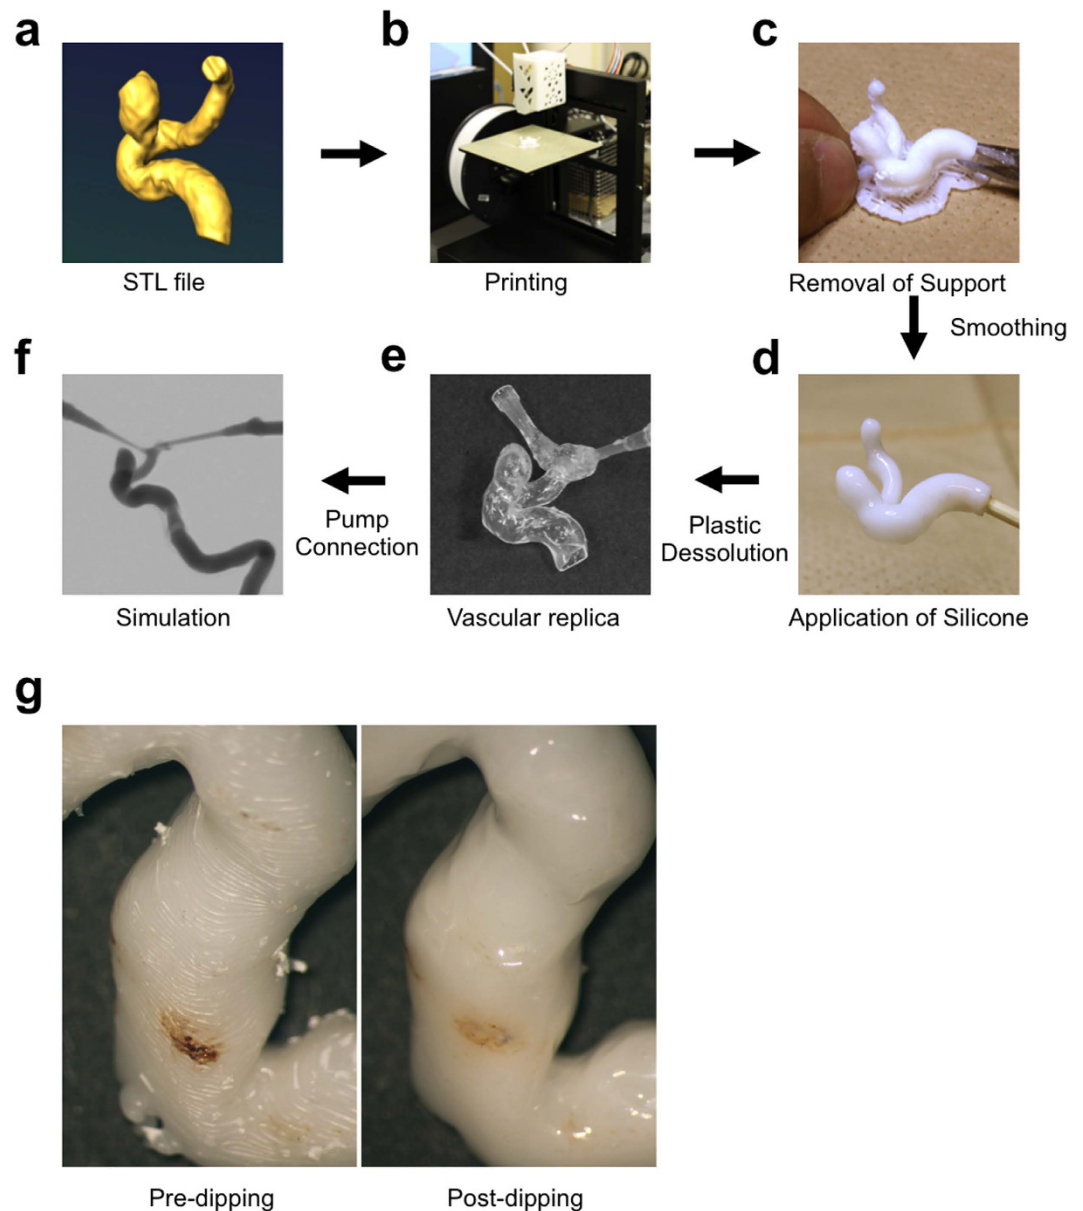 a
b
c
STL file
Printing
Removal of Support
Smoothing
f
e
d
Pump
Connection
Plastic
Dessolution
Simulation
Vascular replica
Application of Silicone
g
Pre-dipping
Post-dipping